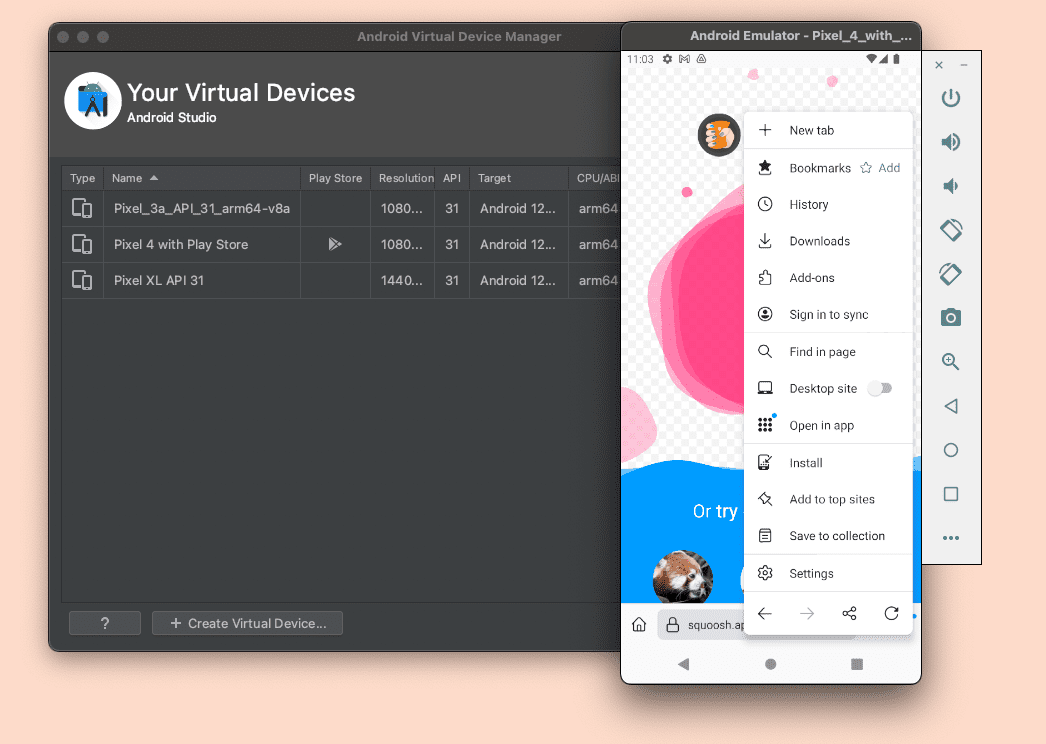 Android Virtual Device Manager
Your Virtual Devices
Android Studio
Type Name Play Store Resolution API Target CPU/ABI
Pixel_3a_API_31_arm64-v8a 1080... 31 Android 12... arm64
Pixel 4 with Play Store 1080... 31 Android 12... arm64
Pixel XL API 31 1440... 31 Android 12... arm64
?
+ Create Virtual Device...
Android Emulator - Pixel_4_with_...
11:03
New tab
Bookmarks Add
History
Downloads
Add-ons
Sign in to sync
Find in page
Desktop site
Open in app
Install
Add to top sites
Save to collection
Settings
Or try
squoosh.ap